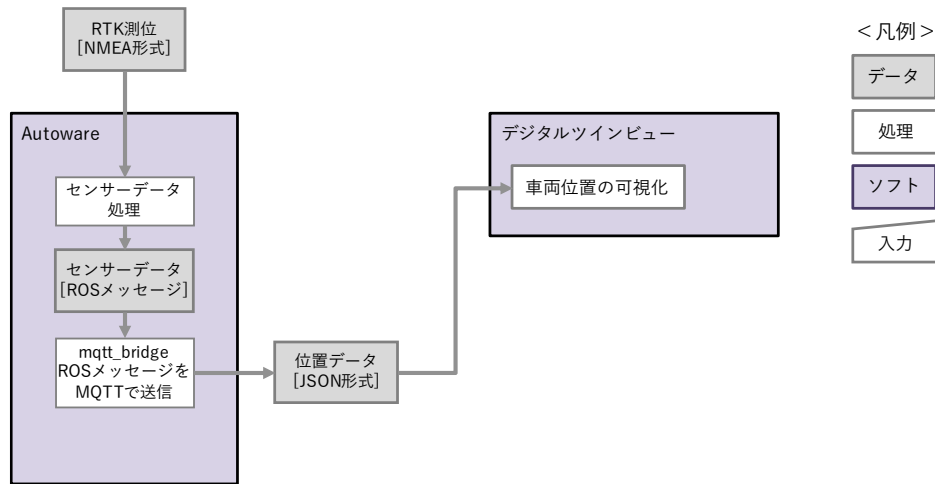 RTK測位
[NMEA形式]
Autoware
センサーデータ
処理
センサーデータ
[ROSメッセージ]
mqtt_bridge
ROSメッセージを
MQTTで送信
位置データ
[JSON形式]
デジタルツインビュー
車両位置の可視化
＜凡例＞
データ
処理
ソフト
入力